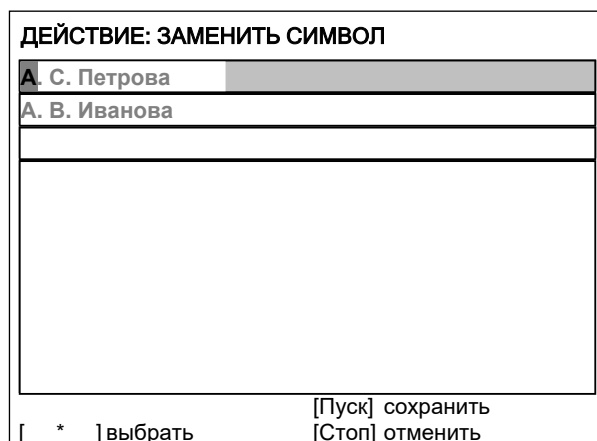 ДЕЙСТВИЕ: ЗАМЕНИТЬ СИМВОЛ
А. С. Петрова
А. В. Иванова
[Пуск] сохранить
[ * ] выбрать [Стоп] отменить